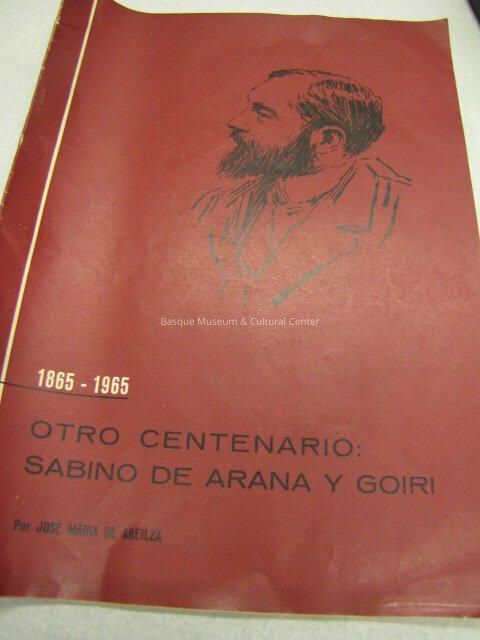 Basque Museum & Cultural Center
1865 - 1965
OTRO CENTENARIO:
SABINO DE ARANA Y GOIRI
Por JOSE MARIA DE AREILZA